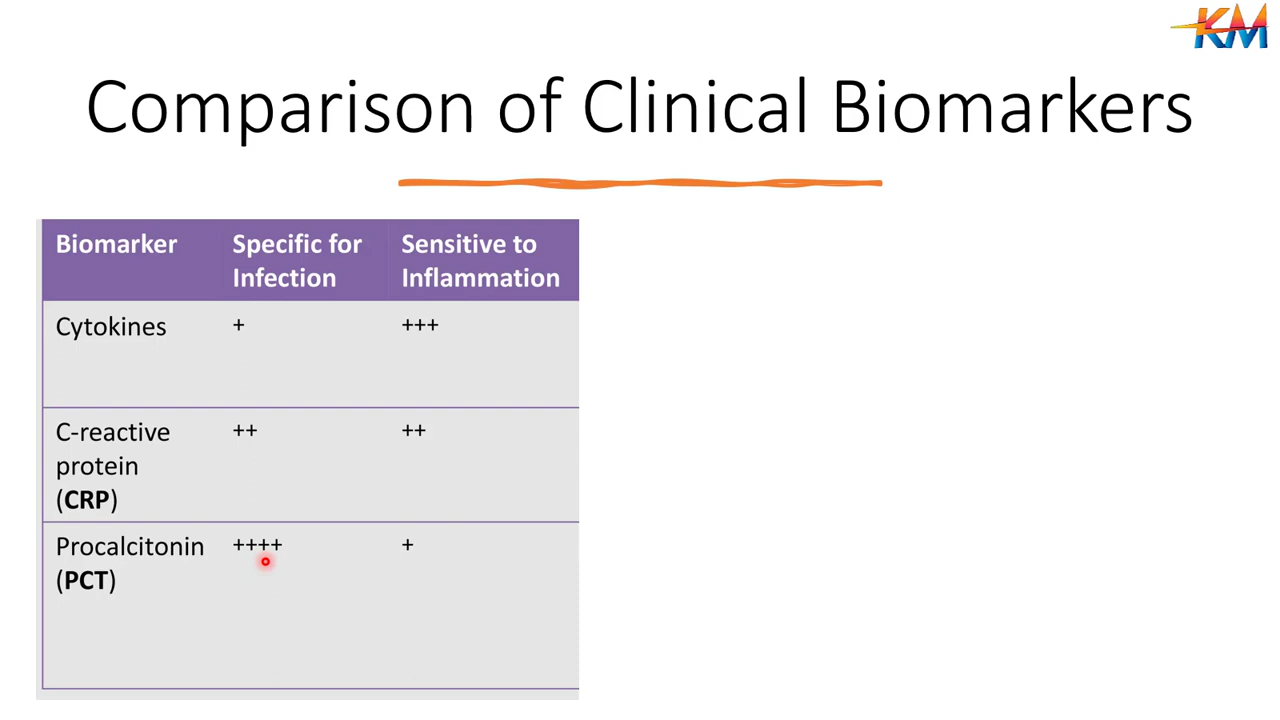 KM
Comparison of Clinical Biomarkers
Biomarker
Specific for
Infection
Sensitive to
Inflammation
Cytokines
+
+++
C-reactive
protein
(CRP)
++
++
Procalcitonin
(PCT)
++++
+